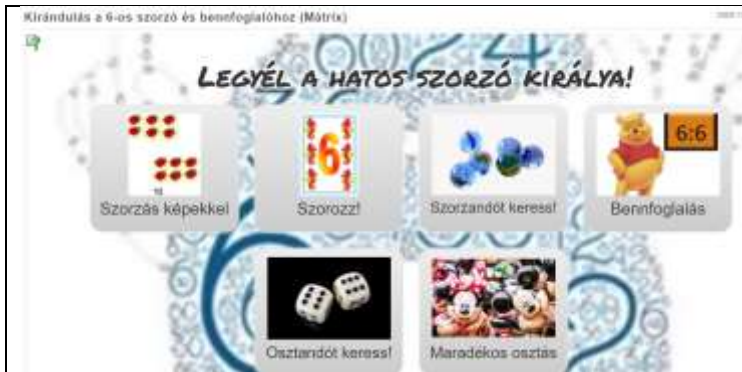 Kirándulás a 6-os szorzó és bennfoglalóhoz (Mátrix)
LEGYÉL A HATOS SZORZÓ KIRÁLYA!
6
6:6
Szorzás képekkel
Szorozz!
Szorzandót keress!
Bennfoglalás
Osztandót keress!
Maradékos osztás